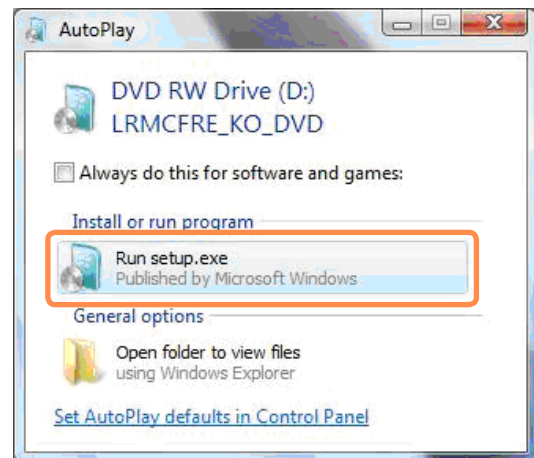 AutoPlay
DVD RW Drive (D:)
LRMCFRE_KO_DVD
Always do this for software and games:
Install or run program
Run setup.exe
Published by Microsoft Windows
General options
Open folder to view files
using Windows Explorer
Set AutoPlay defaults in Control Panel